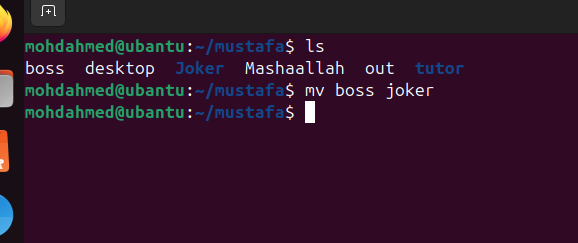 mohdahmed@ubantu:~/mustafa$ ls
boss desktop Joker Mashaallah out tutor
mohdahmed@ubantu:~/mustafa$ mv boss joker
mohdahmed@ubantu:~/mustafa$